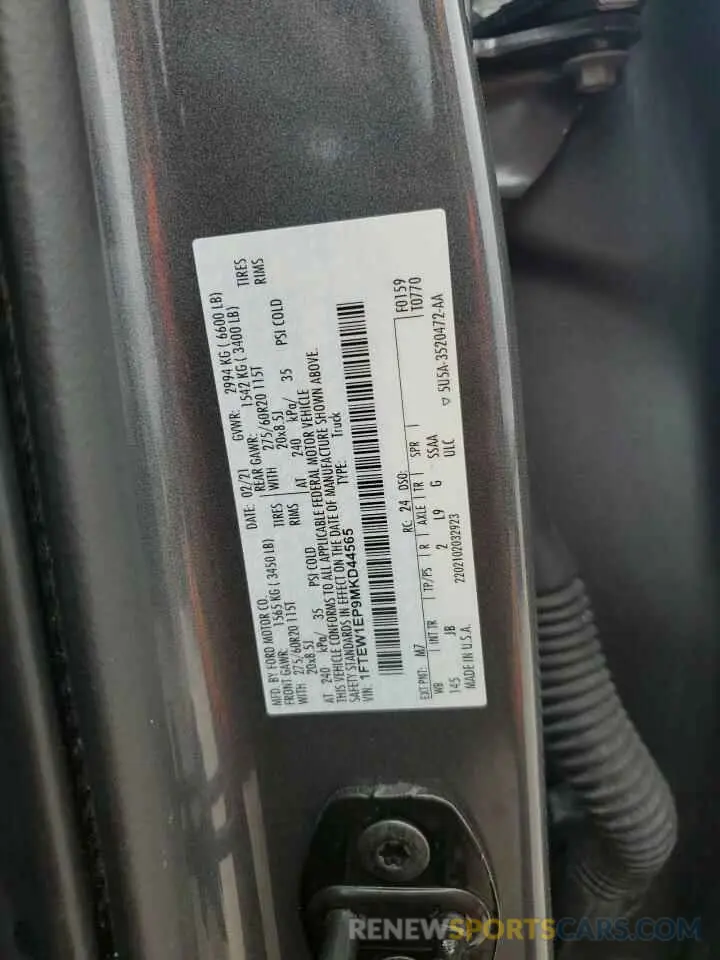 MFD. BY FORD MOTOR CO.
DATE: 02/21 GVWR: 2994 KG ( 6600 LB)
FRONT GAWR: 1565 KG ( 3450 LB) REAR GAWR: 1542 KG ( 3400 LB)
WITH 275/60R20 115T TIRES WITH 275/60R20 115T TIRES
20x8.5J RIMS 20x8.5J RIMS
AT 240 kPa/ 35 PSI COLD AT 240 kPa/ 35 PSI COLD
THIS VEHICLE CONFORMS TO ALL APPLICABLE FEDERAL MOTOR VEHICLE
SAFETY STANDARDS IN EFFECT ON THE DATE OF MANUFACTURE SHOWN ABOVE.
VIN: 1FTEW1EP9MKD44565 TYPE: Truck
F0159
T0770
EXT PNT: M7 RC: 24 DSO:
WB INT TR TP/PS R AXLE TR SPR
145 JB 2 L9 G SSAA
MADE IN U.S.A. 2202102032923 ULC
▽ 5U5A-3520472-AA
RENEWSPORTSCARS.COM